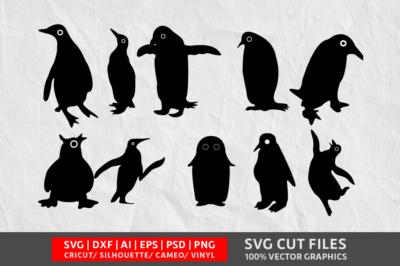 SVG | DXF | AI | EPS | PSD | PNG
CRICUT/ SILHOUETTE/ CAMEO/ VINYL
SVG CUT FILES
100% VECTOR GRAPHICS